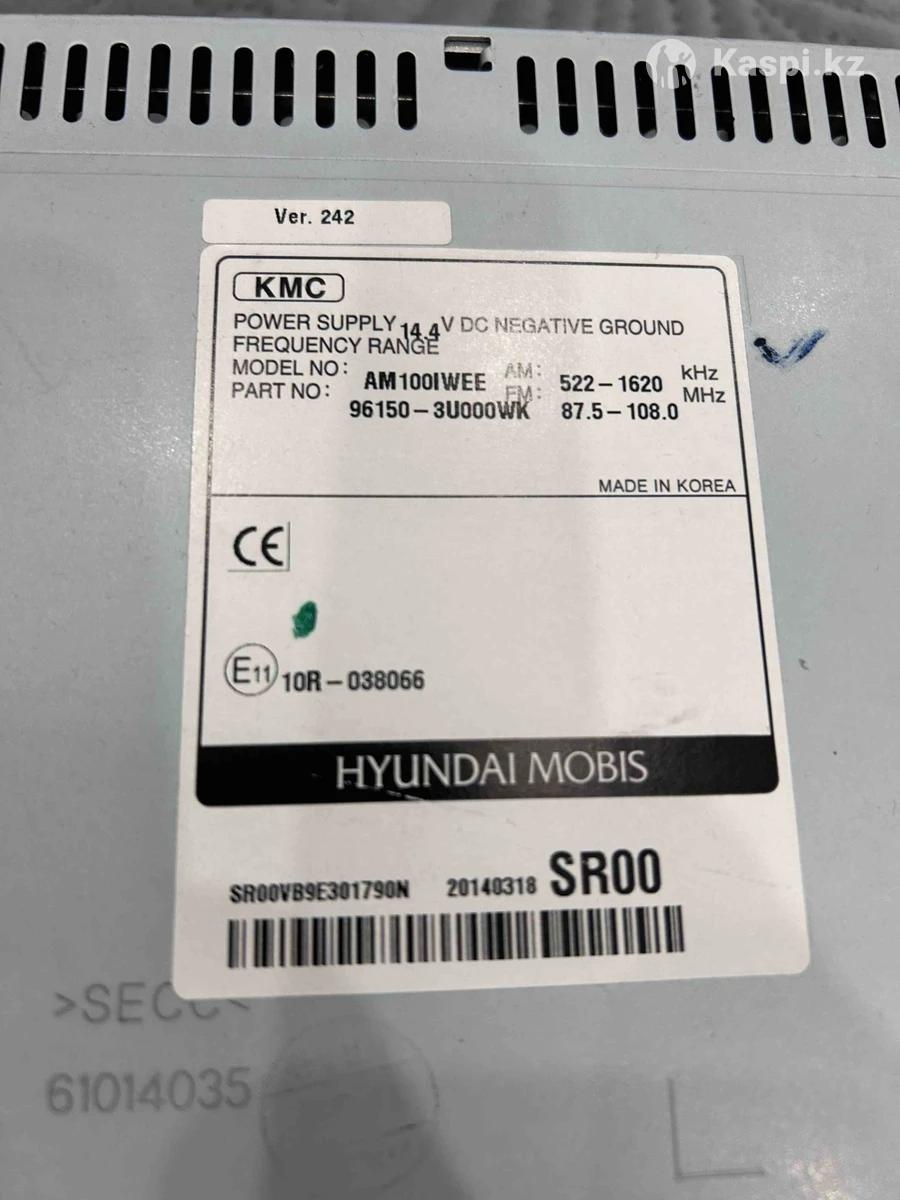 Kaspi.kz
Ver. 242
KMC
POWER SUPPLY 14.4V DC NEGATIVE GROUND
FREQUENCY RANGE
MODEL NO: AM100IWEE AM: 522-1620 kHz
PART NO: 96150-3U000WK FM: 87.5-108.0 MHz
MADE IN KOREA
CE
E11 10R-038066
HYUNDAI MOBIS
SR00VB9E301790N 20140318 SR00
>SECC<
61014035